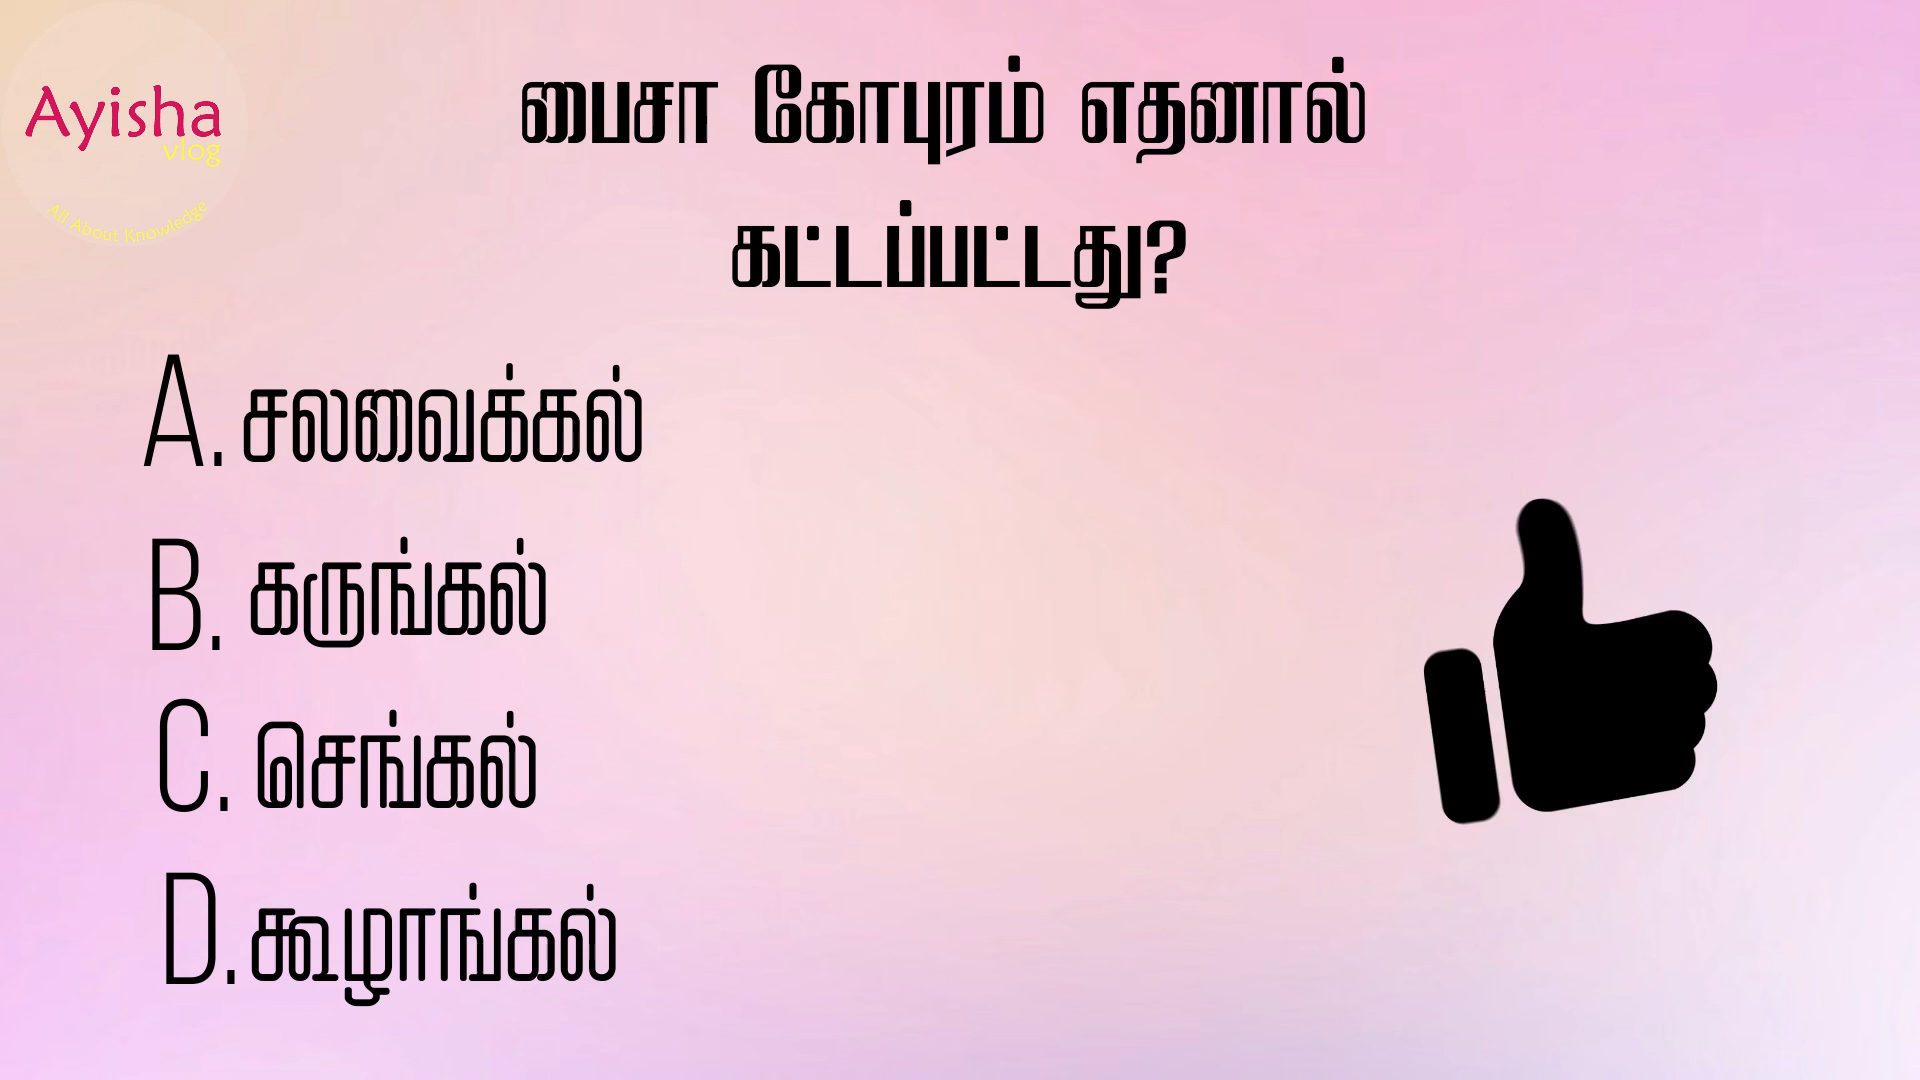 Ayisha
vlog
All About Knowledge
பைசா கோபுரம் எதனால்
கட்டப்பட்டது?
A. சலவைக்கல்
B. கருங்கல்
C. செங்கல்
D. கூழாங்கல்